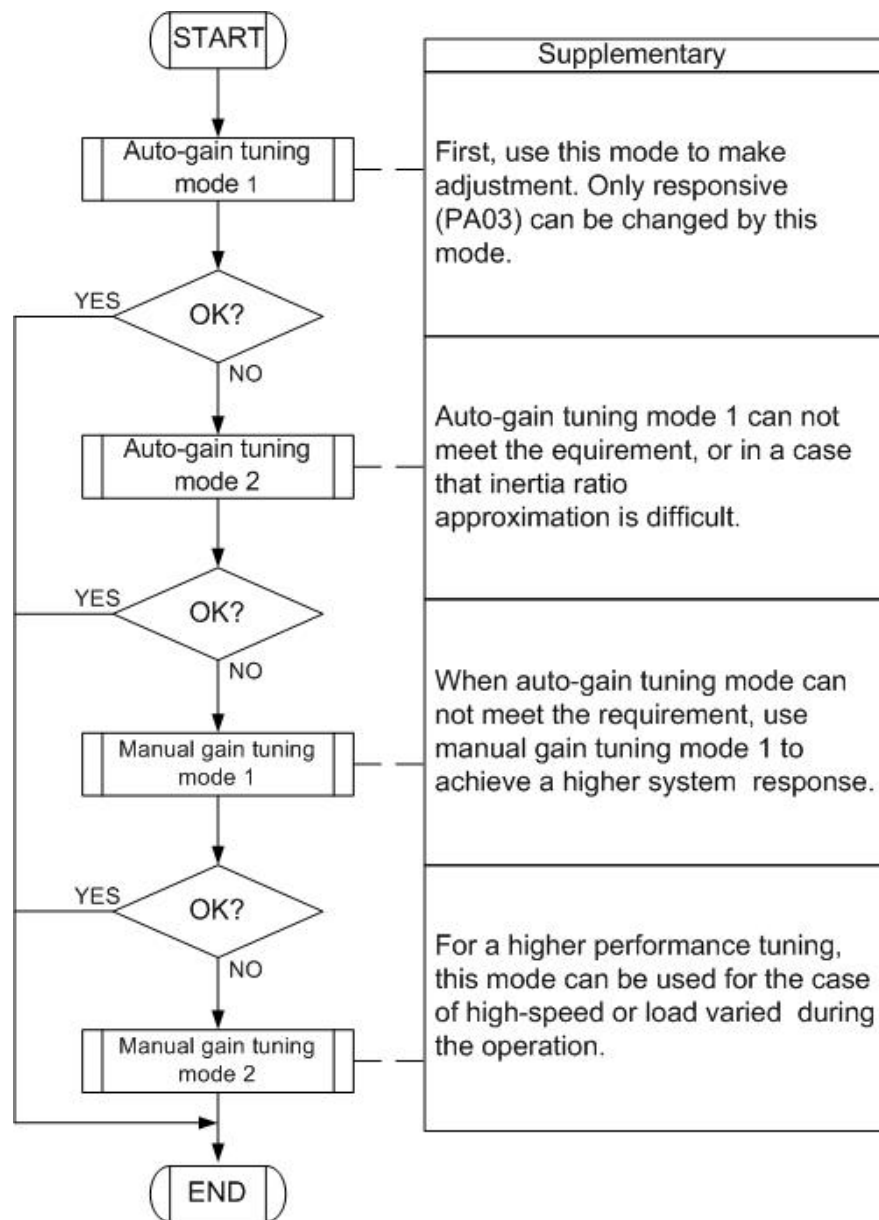 START
Supplementary
Auto-gain tuning
mode 1
First, use this mode to make
adjustment. Only responsive
(PA03) can be changed by this
mode.
YES
OK?
NO
Auto-gain tuning
mode 2
Auto-gain tuning mode 1 can not
meet the equirement, or in a case
that inertia ratio
approximation is difficult.
YES
OK?
NO
Manual gain tuning
mode 1
When auto-gain tuning mode can
not meet the requirement, use
manual gain tuning mode 1 to
achieve a higher system response.
YES
OK?
NO
Manual gain tuning
mode 2
For a higher performance tuning,
this mode can be used for the case
of high-speed or load varied during
the operation.
END